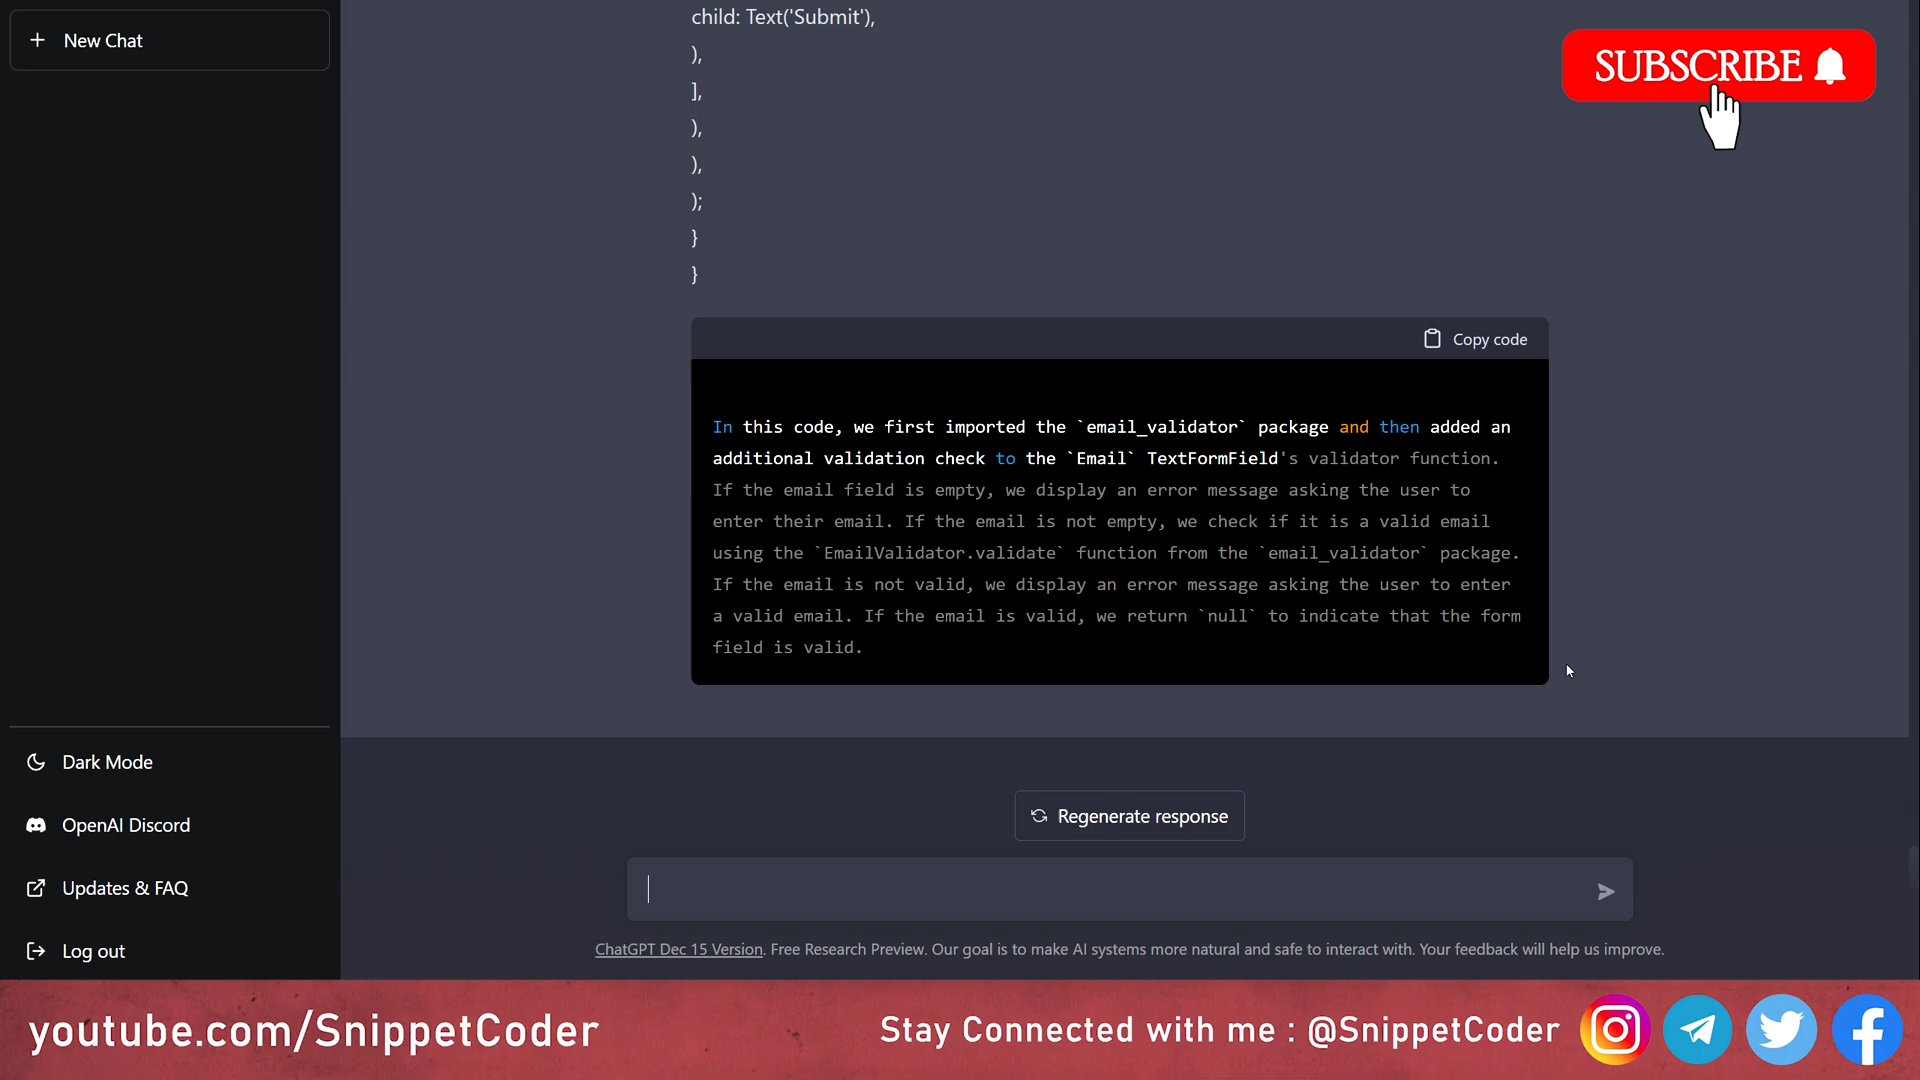 New Chat
child: Text('Submit'),
),
],
),
),
);
}
}
SUBSCRIBE
Copy code
In this code, we first imported the `email_validator` package and then added an
additional validation check to the `Email` TextFormField's validator function.
If the email field is empty, we display an error message asking the user to
enter their email. If the email is not empty, we check if it is a valid email
using the `EmailValidator.validate` function from the `email_validator` package.
If the email is not valid, we display an error message asking the user to enter
a valid email. If the email is valid, we return `null` to indicate that the form
field is valid.
Dark Mode
OpenAI Discord
Updates & FAQ
Log out
Regenerate response
ChatGPT Dec 15 Version. Free Research Preview. Our goal is to make AI systems more natural and safe to interact with. Your feedback will help us improve.
youtube.com/SnippetCoder
Stay Connected with me : @SnippetCoder